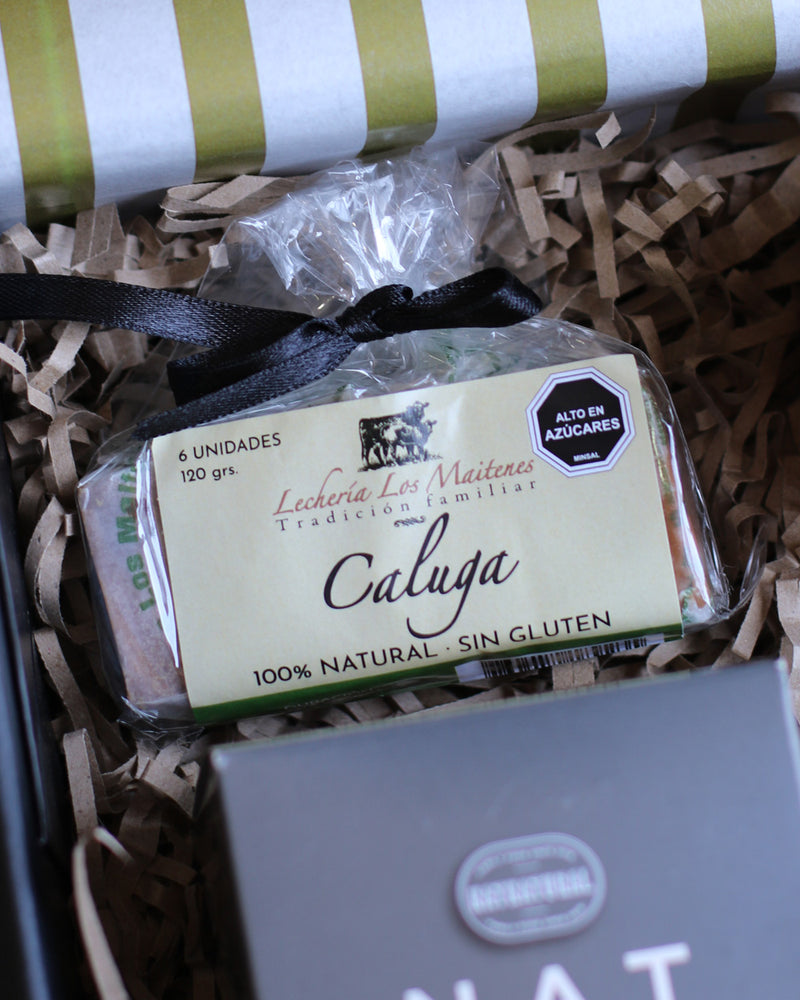 6 UNIDADES
120 grs.
ALTO EN
AZÚCARES
MINSAL
Lechería Los Maitenes
Tradición familiar
Caluga
100% NATURAL · SIN GLUTEN
Los
NAT